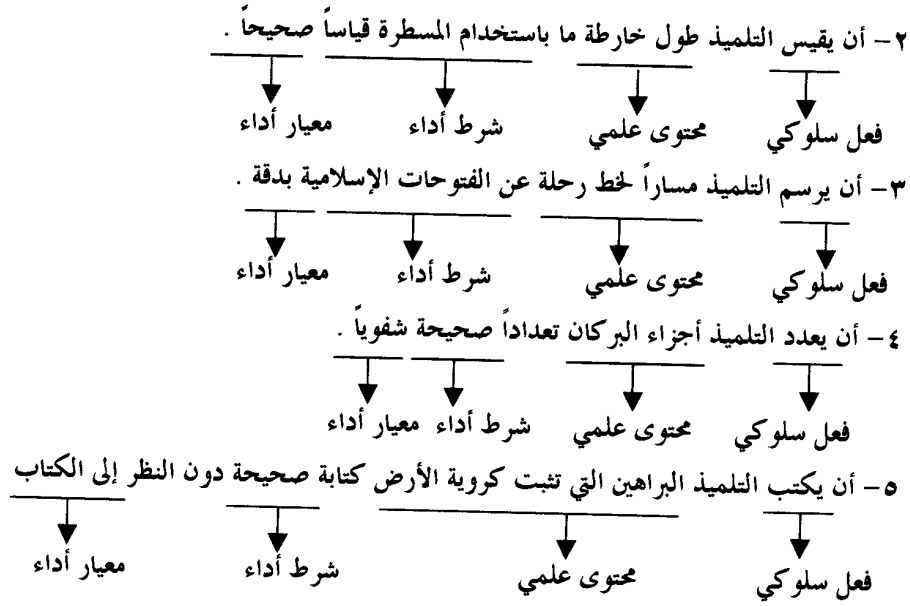 ٢– أن يقيس التلميذ طول خارطة ما باستخدام المسطرة قياساً صحيحاً .
فعل سلوكي محتوى علمي شرط أداء معيار أداء
٣– أن يرسم التلميذ مساراً لخط رحلة عن الفتوحات الإسلامية بدقة .
فعل سلوكي محتوى علمي شرط أداء معيار أداء
٤– أن يعدد التلميذ أجزاء البركان تعداداً صحيحة شفوياً .
فعل سلوكي محتوى علمي شرط أداء معيار أداء
٥– أن يكتب التلميذ البراهين التي تثبت كروية الأرض كتابة صحيحة دون النظر إلى الكتاب
فعل سلوكي محتوى علمي شرط أداء معيار أداء